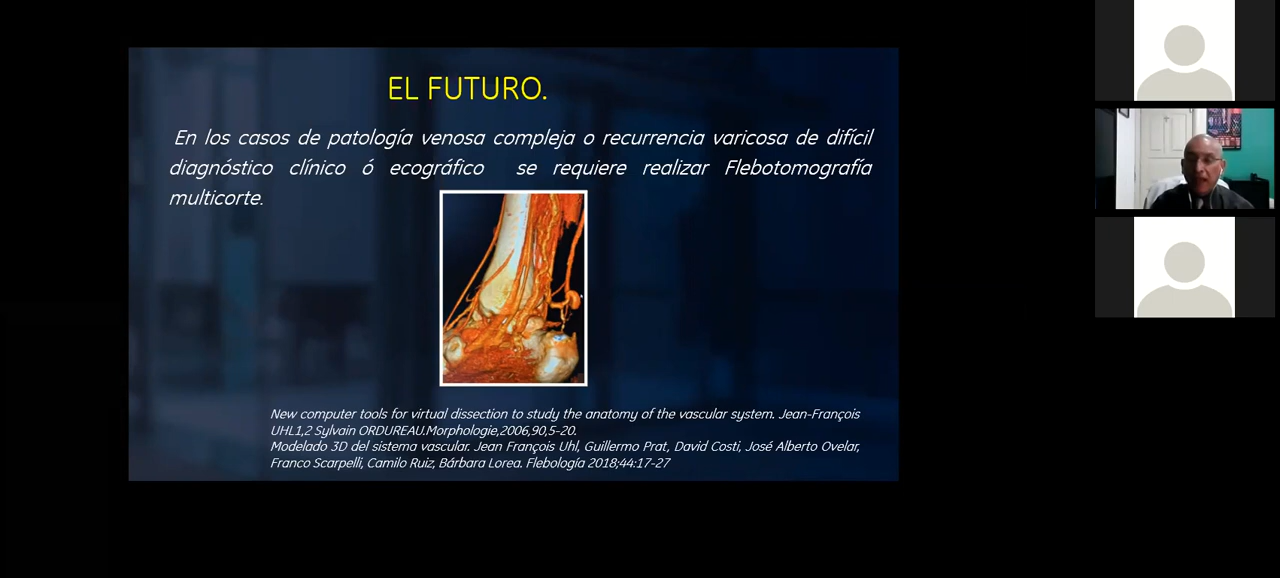 EL FUTURO.
En los casos de patología venosa compleja o recurrencia varicosa de difícil
diagnóstico clínico ó ecográfico se requiere realizar Flebotomografía
multicorte.
New computer tools for virtual dissection to study the anatomy of the vascular system. Jean-François
UHL1,2 Sylvain ORDUREAU.Morphologie,2006,90,5-20.
Modelado 3D del sistema vascular. Jean François Uhl, Guillermo Prat, David Costi, José Alberto Ovelar,
Franco Scarpelli, Camilo Ruiz, Bárbara Lorea. Flebología 2018;44:17-27